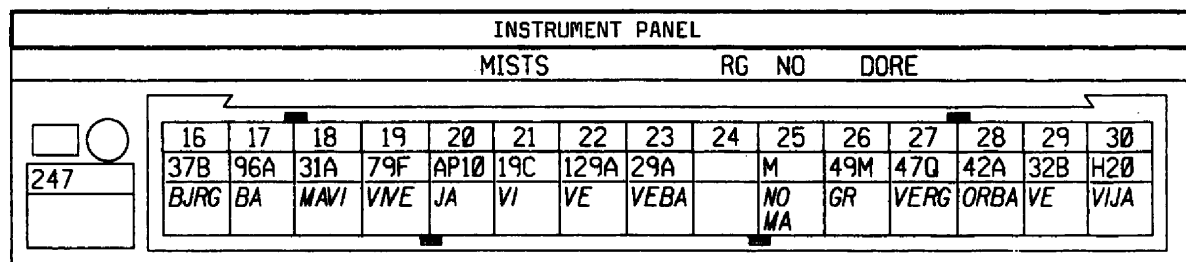 INSTRUMENT PANEL
MISTS RG NO DORE
16 17 18 19 20 21 22 23 24 25 26 27 28 29 30
247 37B 96A 31A 79F AP10 19C 129A 29A M 49M 47Q 42A 32B H20
BJRG BA MAVI VIVE JA VI VE VEBA NO GR VERG ORBA VE VIJA
MA